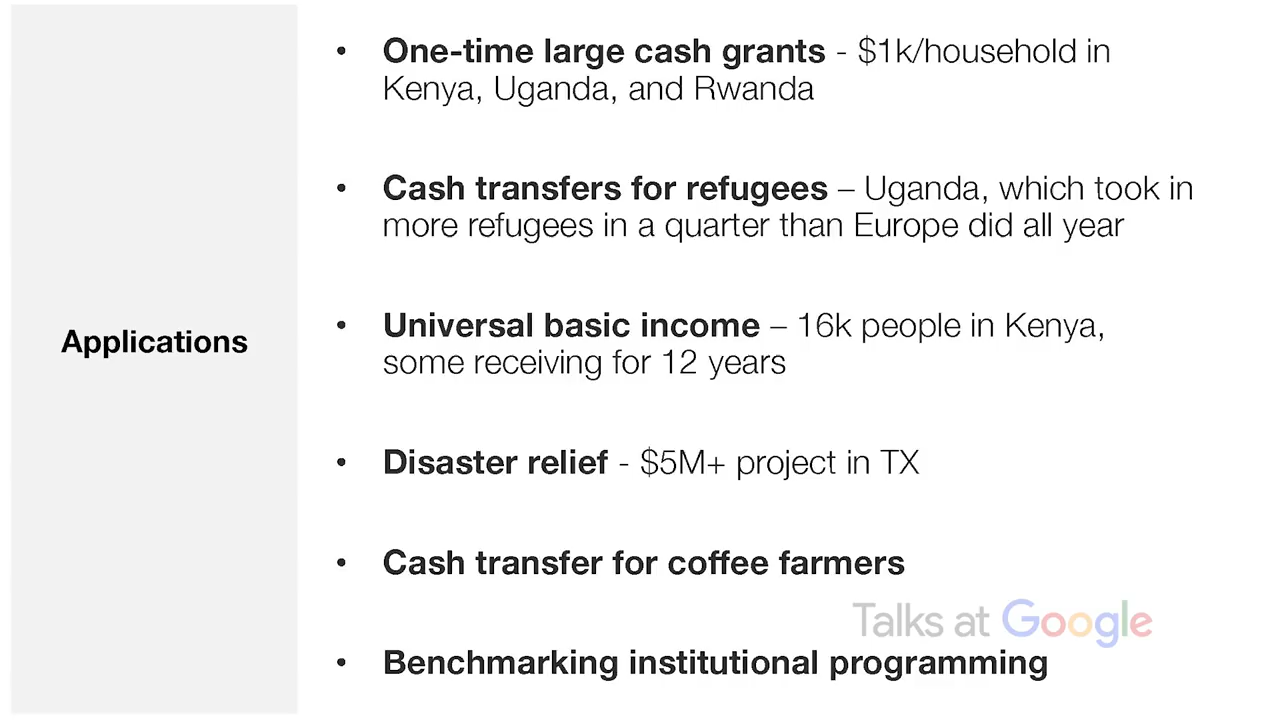 Applications
• One-time large cash grants - $1k/household in
Kenya, Uganda, and Rwanda
• Cash transfers for refugees – Uganda, which took in
more refugees in a quarter than Europe did all year
• Universal basic income – 16k people in Kenya,
some receiving for 12 years
• Disaster relief - $5M+ project in TX
• Cash transfer for coffee farmers
Talks at Google
• Benchmarking institutional programming